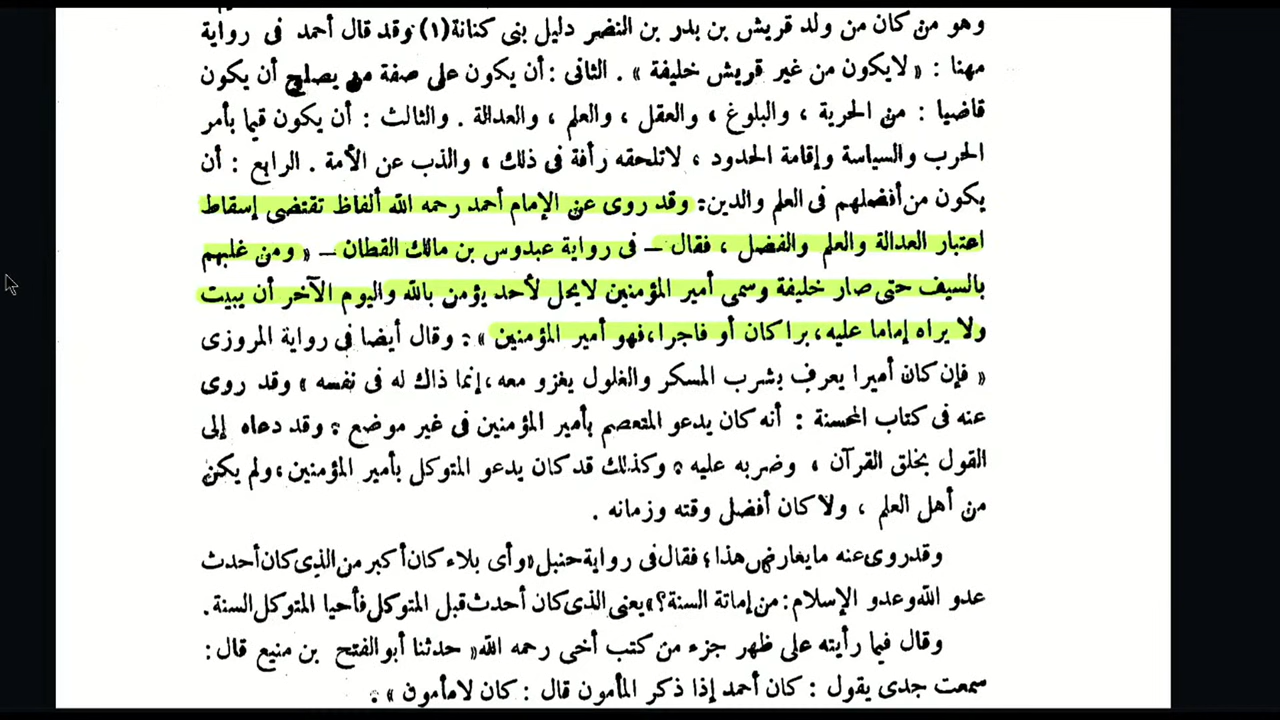 وهو من كان من ولد قريش بن بدر بن النضر دليل بنى كنانة(١) وقد قال أحمد فى رواية
مهنا : « لايكون من غير قريش خليفة » . الثانى : أن يكون على صفة من يصلح أن يكون
قاضيا : من الحرية ، والبلوغ ، والعقل ، والعلم ، والعدالة . والثالث : أن يكون قيما بأمر
الحرب والسياسة وإقامة الحدود ، لاتلحقه رأفة فى ذلك ، والذب عن الأمة . الرابع : أن
يكون من أفضلهم فى العلم والدين: وقد روى عن الإمام أحمد رحمه الله ألفاظ تقتضى إسقاط
اعتبار العدالة والعلم والفضل ، فقال – فى رواية عبدوس بن مالك القطان – « ومن غلبهم
بالسيف حتى صار خليفة وسمى أمير المؤمنين لايحل لأحد يؤمن بالله واليوم الآخر أن يبيت
ولا يراه إماما عليه، برا كان أو فاجرا، فهو أمير المؤمنين » : وقال أيضا فى رواية المروزى
« فإن كان أميرا يعرف بشرب المسكر والغلول يغزو معه، إنما ذاك له فى نفسه » وقد روى
عنه فى كتاب المحسنة : أنه كان يدعو المعتصم بأمير المؤمنين فى غير موضع : وقد دعاه إلى
القول بخلق القرآن ، وضربه عليه : وكذلك قد كان يدعو المتوكل بأمير المؤمنين، ولم يكن
من أهل العلم ، ولا كان أفضل وقته وزمانه .
وقد روى عنه مايعارض هذا؛ فقال فى رواية حنبل « وأى بلاء كان أكبر من الذى كان أحدث
عدو الله وعدو الإسلام : من إماتة السنة؟ » يعنى الذى كان أحدث قبل المتوكل فأحيا المتوكل السنة .
وقال فيما رأيته على ظهر جزء من كتب أخى رحمه الله « حدثنا أبو الفتح بن منيع قال :
سمعت جدى يقول : كان أحمد إذا ذكر المأمون قال : كان لامأمون » :